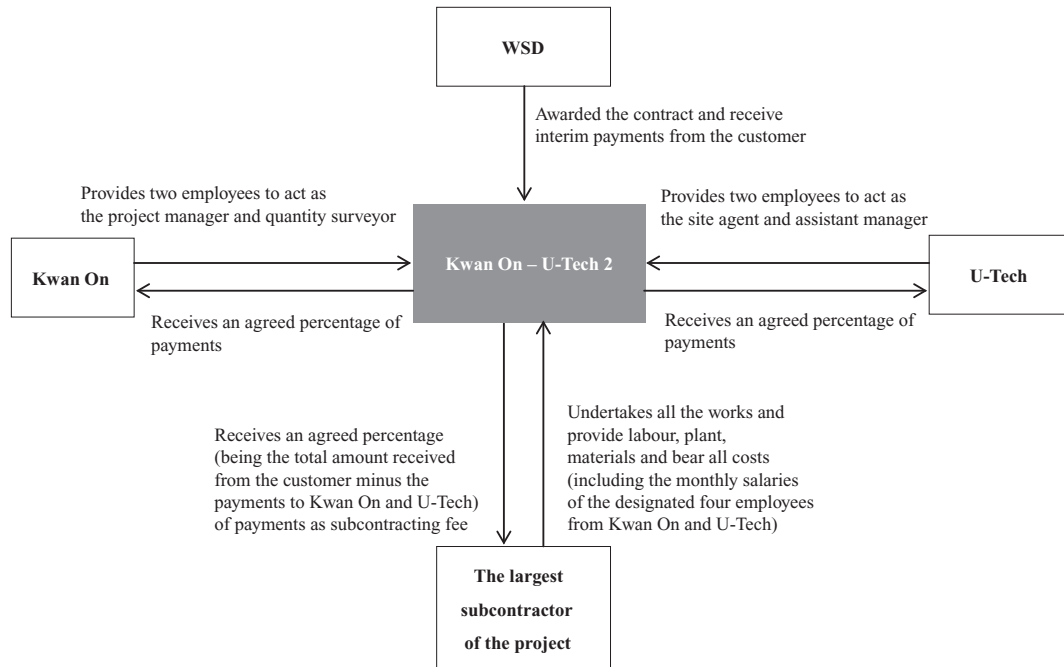 WSD
Awarded the contract and receive
interim payments from the customer
Provides two employees to act as
the project manager and quantity surveyor
Provides two employees to act as
the site agent and assistant manager
Kwan On
Kwan On – U-Tech 2
U-Tech
Receives an agreed percentage of
payments
Receives an agreed percentage of
payments
Receives an agreed percentage
(being the total amount received
from the customer minus the
payments to Kwan On and U-Tech)
of payments as subcontracting fee
Undertakes all the works and
provide labour, plant,
materials and bear all costs
(including the monthly salaries
of the designated four employees
from Kwan On and U-Tech)
The largest
subcontractor
of the project